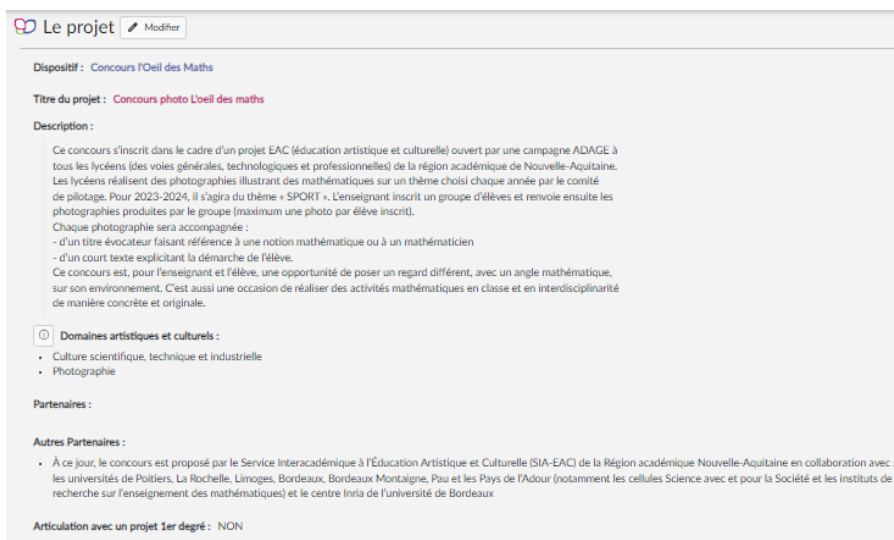 Le projet Modifier
Dispositif : Concours l'Oeil des Maths
Titre du projet : Concours photo L'oeil des maths
Description :
Ce concours s'inscrit dans le cadre d'un projet EAC (éducation artistique et culturelle) ouvert par une campagne ADAGE à
tous les lycéens (des voies générales, technologiques et professionnelles) de la région académique de Nouvelle-Aquitaine.
Les lycéens réalisent des photographies illustrant des mathématiques sur un thème choisi chaque année par le comité
de pilotage. Pour 2023-2024, il s'agira du thème « SPORT ». L'enseignant inscrit un groupe d'élèves et renvoie ensuite les
photographies produites par le groupe (maximum une photo par élève inscrit).
Chaque photographie sera accompagnée :
- d'un titre évocateur faisant référence à une notion mathématique ou à un mathématicien
- d'un court texte explicitant la démarche de l'élève.
Ce concours est, pour l'enseignant et l'élève, une opportunité de poser un regard différent, avec un angle mathématique,
sur son environnement. C'est aussi une occasion de réaliser des activités mathématiques en classe et en interdisciplinarité
de manière concrète et originale.
Domaines artistiques et culturels :
• Culture scientifique, technique et industrielle
• Photographie
Partenaires :
Autres Partenaires :
• À ce jour, le concours est proposé par le Service Interacadémique à l'Éducation Artistique et Culturelle (SIA-EAC) de la Région académique Nouvelle-Aquitaine en collaboration avec :
les universités de Poitiers, La Rochelle, Limoges, Bordeaux, Bordeaux Montaigne, Pau et les Pays de l'Adour (notamment les cellules Science avec et pour la Société et les instituts de
recherche sur l'enseignement des mathématiques) et le centre Inria de l'université de Bordeaux
Articulation avec un projet 1er degré : NON